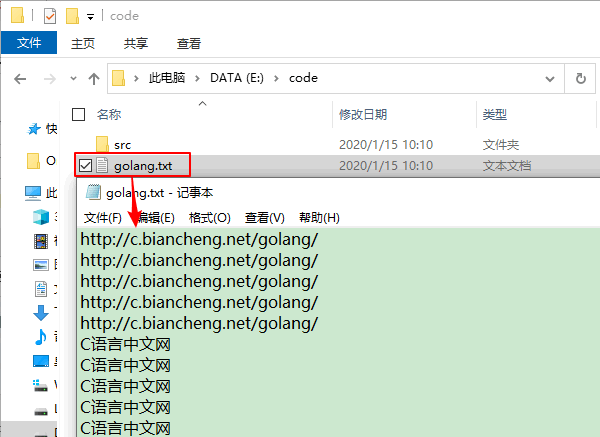 code
文件
主页
共享
查看
此电脑
DATA (E:)
code
名称
修改日期
类型
src
2020/1/15 10:10
文件夹
golang.txt
2020/1/15 10:10
文本文档
golang.txt - 记事本
文件(F)
编辑(E)
格式(O)
查看(V)
帮助(H)
http://c.biancheng.net/golang/
http://c.biancheng.net/golang/
http://c.biancheng.net/golang/
http://c.biancheng.net/golang/
http://c.biancheng.net/golang/
C语言中文网
C语言中文网
C语言中文网
C语言中文网
C语言中文网